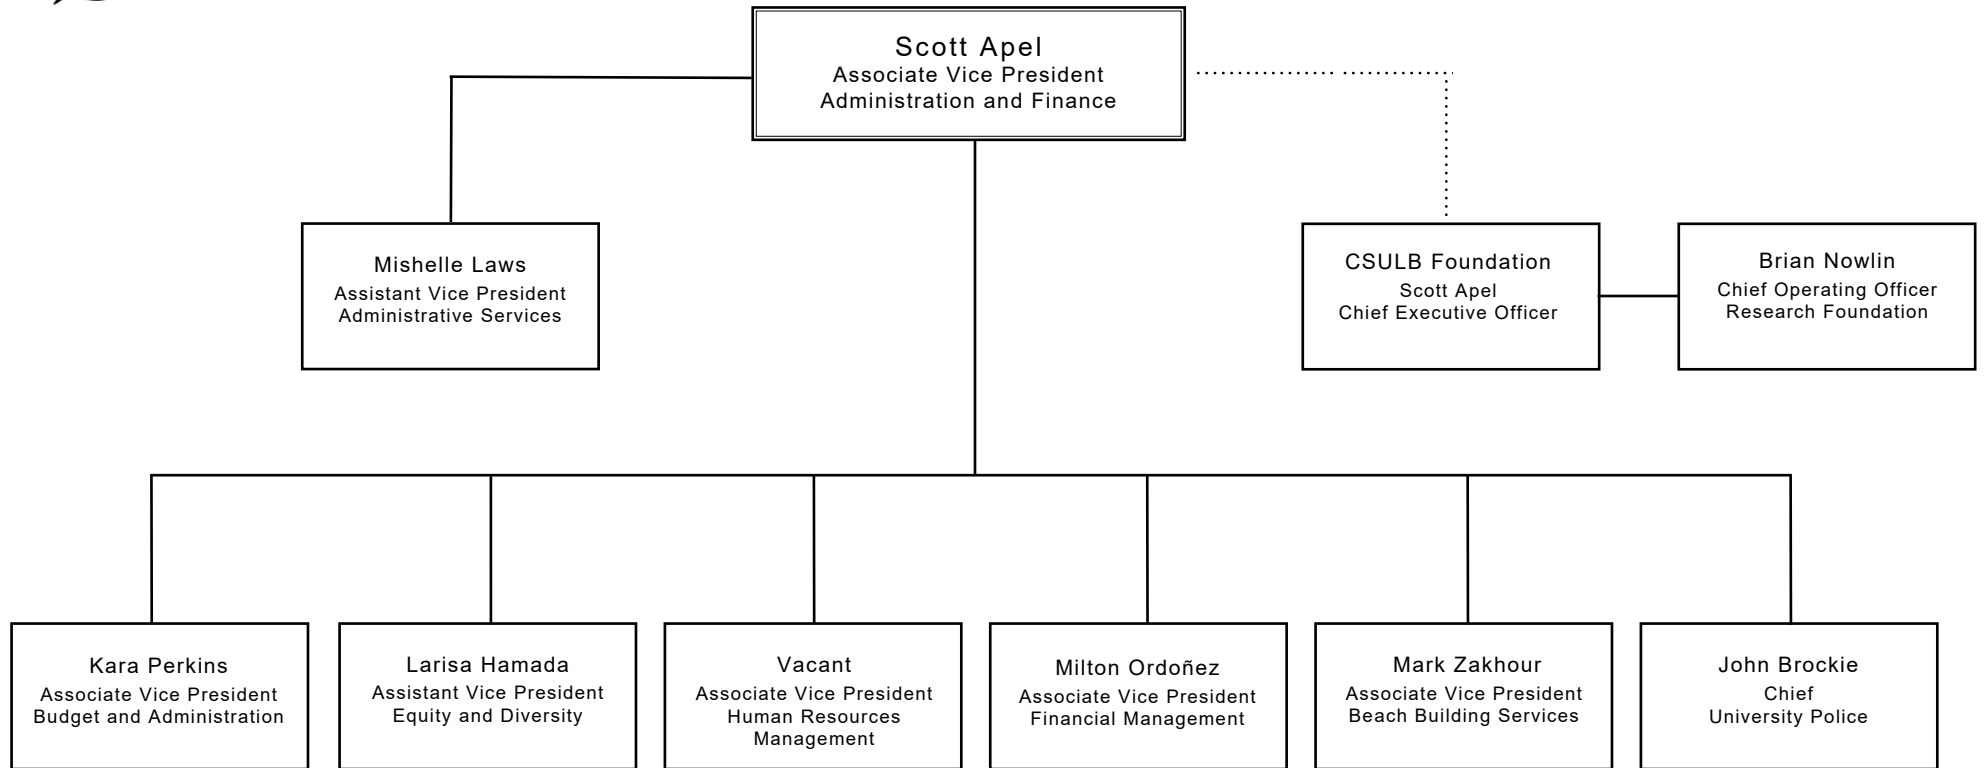 Scott Apel
Associate Vice President
Administration and Finance
Mishelle Laws
Assistant Vice President
Administrative Services
CSULB Foundation
Scott Apel
Chief Executive Officer
Brian Nowlin
Chief Operating Officer
Research Foundation
Kara Perkins
Associate Vice President
Budget and Administration
Larisa Hamada
Assistant Vice President
Equity and Diversity
Vacant
Associate Vice President
Human Resources
Management
Milton Ordoñez
Associate Vice President
Financial Management
Mark Zakhour
Associate Vice President
Beach Building Services
John Brockie
Chief
University Police